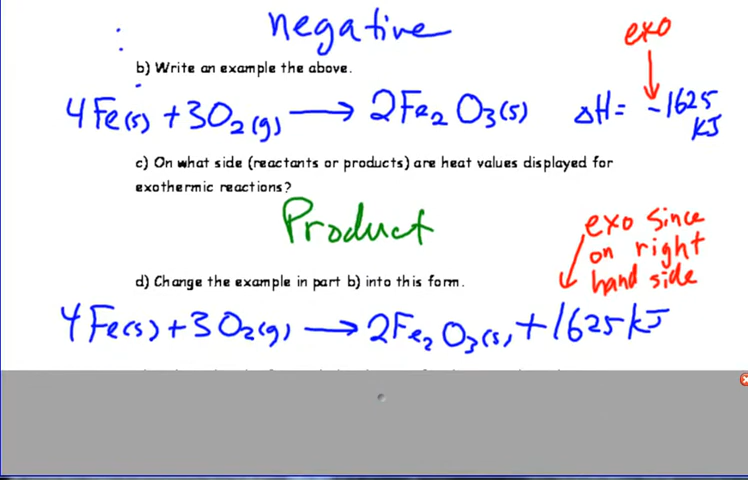 negative
exo
b) Write an example the above.
4Fe(s) + 3O2(g) → 2Fe2O3(s) ΔH = -1625 kJ
c) On what side (reactants or products) are heat values displayed for
exothermic reactions?
Product
exo since
on right
hand side
d) Change the example in part b) into this form.
4Fe(s) + 3O2(g) → 2Fe2O3(s) + 1625 kJ